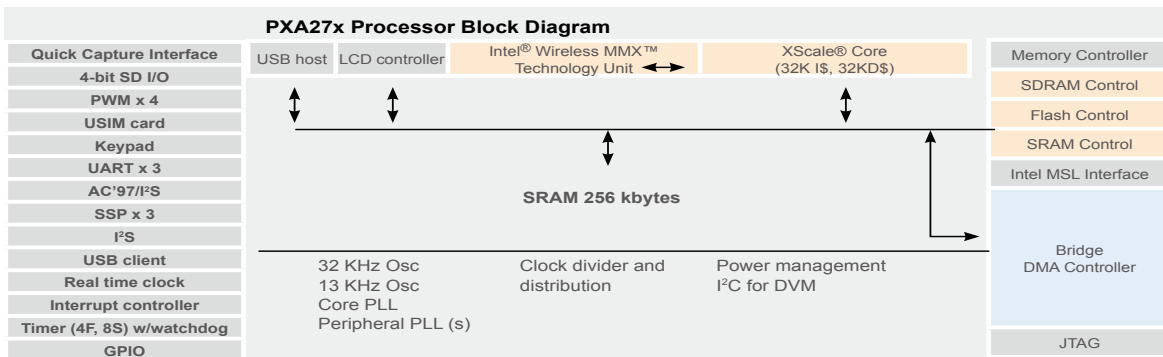 PXA27x Processor Block Diagram
Quick Capture Interface
4-bit SD I/O
PWM x 4
USIM card
Keypad
UART x 3
AC'97/I²S
SSP x 3
I²S
USB client
Real time clock
Interrupt controller
Timer (4F, 8S) w/watchdog
GPIO
USB host
LCD controller
Intel® Wireless MMX™
Technology Unit
XScale® Core
(32K I$, 32KD$)
SRAM 256 kbytes
32 KHz Osc
13 KHz Osc
Core PLL
Peripheral PLL (s)
Clock divider and
distribution
Power management
I²C for DVM
Memory Controller
SDRAM Control
Flash Control
SRAM Control
Intel MSL Interface
Bridge
DMA Controller
JTAG